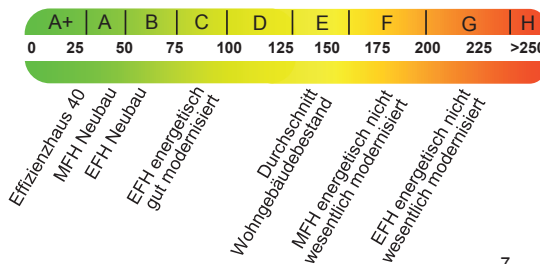 A+ A B C D E F G H
0 25 50 75 100 125 150 175 200 225 >250
Effizienzhaus 40
MFH Neubau
EFH Neubau
EFH energetisch
gut modernisiert
Durchschnitt
Wohngebäudebestand
MFH energetisch nicht
wesentlich modernisiert
EFH energetisch nicht
wesentlich modernisiert
7